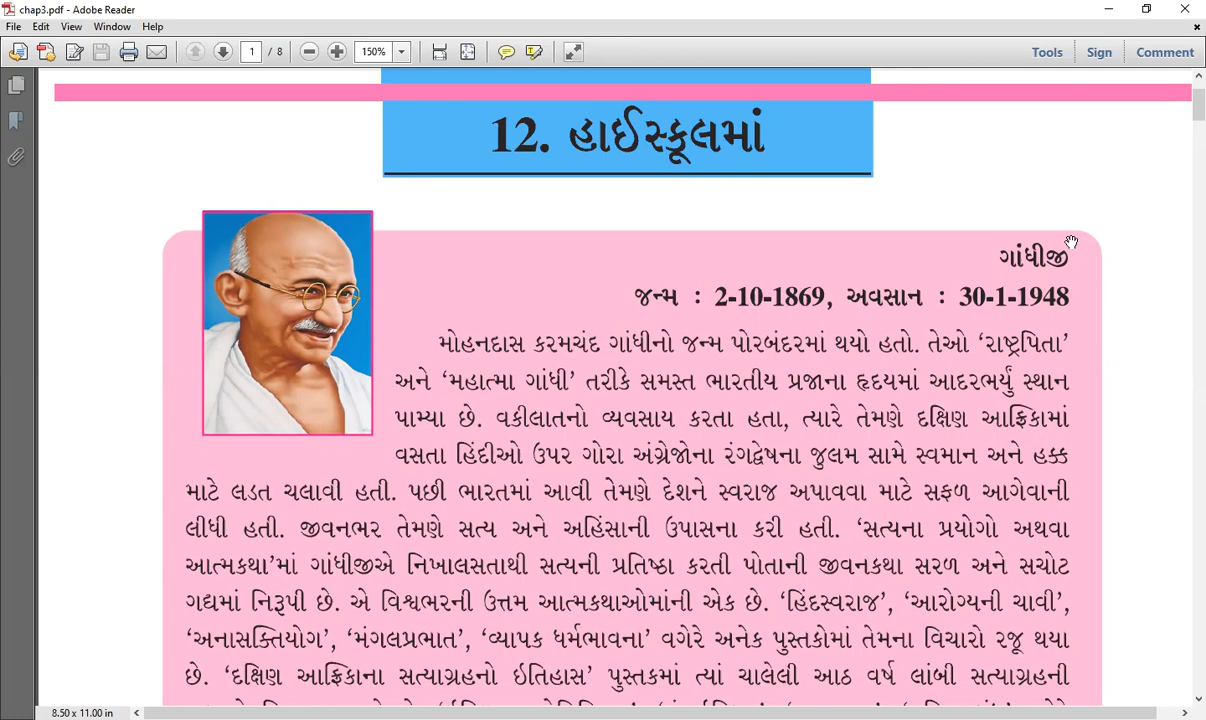 chap3.pdf - Adobe Reader
File Edit View Window Help
1 / 8 150% Tools Sign Comment
12. હાઈસ્કૂલમાં
ગાંધીજી
જન્મ : 2-10-1869, અવસાન : 30-1-1948
મોહનદાસ કરમચંદ ગાંધીનો જન્મ પોરબંદરમાં થયો હતો. તેઓ ‘રાષ્ટ્રપિતા’
અને ‘મહાત્મા ગાંધી’ તરીકે સમસ્ત ભારતીય પ્રજાના હૃદયમાં આદરભર્યું સ્થાન
પામ્યા છે. વકીલાતનો વ્યવસાય કરતા હતા, ત્યારે તેમણે દક્ષિણ આફ્રિકામાં
વસતા હિંદીઓ ઉપર ગોરા અંગ્રેજોના રંગદ્વેષના જુલમ સામે સ્વમાન અને હક્ક
માટે લડત ચલાવી હતી. પછી ભારતમાં આવી તેમણે દેશને સ્વરાજ અપાવવા માટે સફળ આગેવાની
લીધી હતી. જીવનભર તેમણે સત્ય અને અહિંસાની ઉપાસના કરી હતી. ‘સત્યના પ્રયોગો અથવા
આત્મકથા’માં ગાંધીજીએ નિખાલસતાથી સત્યની પ્રતિષ્ઠા કરતી પોતાની જીવનકથા સરળ અને સચોટ
ગદ્યમાં નિરૂપી છે. એ વિશ્વભરની ઉત્તમ આત્મકથાઓમાંની એક છે. ‘હિંદસ્વરાજ’, ‘આરોગ્યની ચાવી’,
‘અનાસક્તિયોગ’, ‘મંગલપ્રભાત’, ‘વ્યાપક ધર્મભાવના’ વગેરે અનેક પુસ્તકોમાં તેમના વિચારો રજૂ થયા
છે. ‘દક્ષિણ આફ્રિકાના સત્યાગ્રહનો ઇતિહાસ’ પુસ્તકમાં ત્યાં ચાલેલી આઠ વર્ષ લાંબી સત્યાગ્રહની
8.50 x 11.00 in